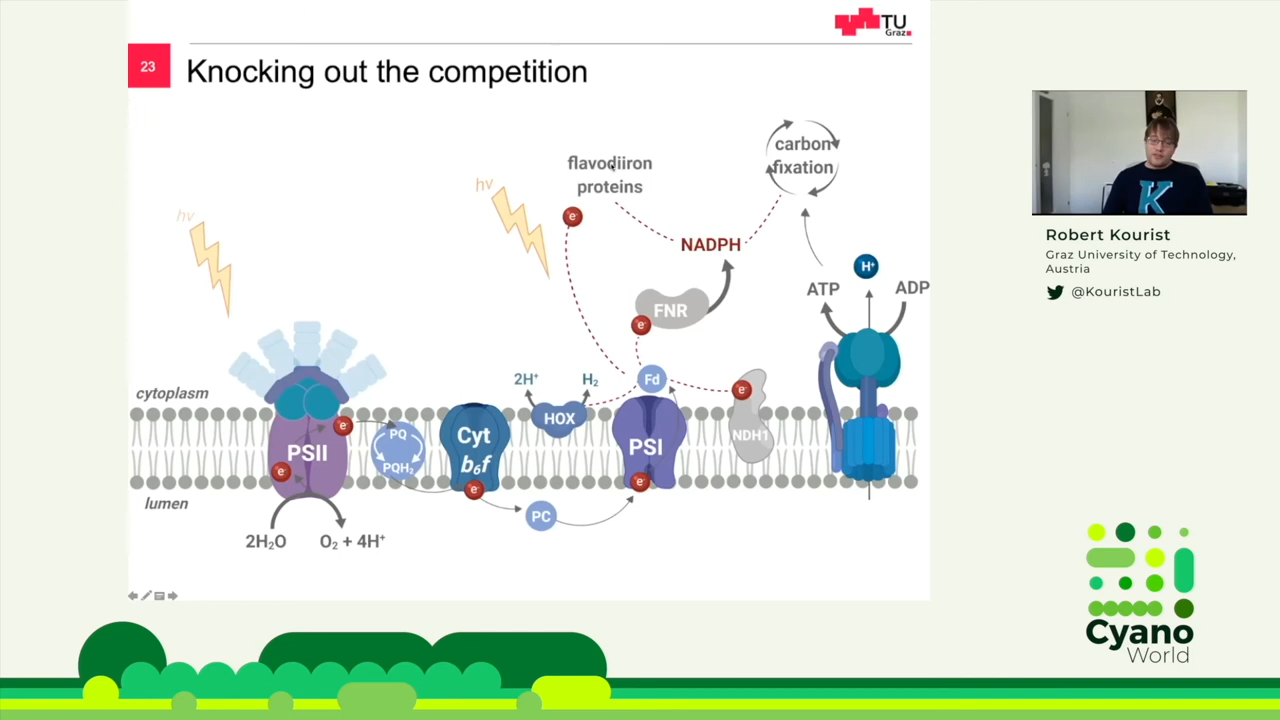 TU
Graz
23
Knocking out the competition
carbon
fixation
flavodiiron
proteins
hv
hv
e⁻
NADPH
H⁺
ATP
ADP
FNR
e⁻
2H⁺
H₂
Fd
e⁻
cytoplasm
HOX
e⁻
PQ
Cyt
b₆f
PSI
NDH1
PSII
PQH₂
e⁻
e⁻
e⁻
lumen
PC
2H₂O
O₂ + 4H⁺
K
Robert Kourist
Graz University of Technology,
Austria
@KouristLab
Cyano
World